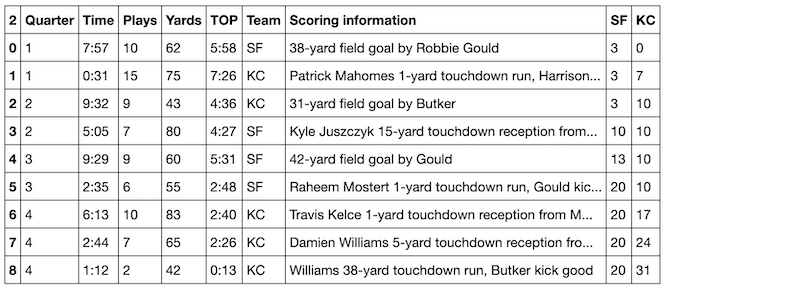 2 Quarter Time Plays Yards TOP Team Scoring information SF KC
0 1 7:57 10 62 5:58 SF 38-yard field goal by Robbie Gould 3 0
1 1 0:31 15 75 7:26 KC Patrick Mahomes 1-yard touchdown run, Harrison... 3 7
2 2 9:32 9 43 4:36 KC 31-yard field goal by Butker 3 10
3 2 5:05 7 80 4:27 SF Kyle Juszczyk 15-yard touchdown reception from... 10 10
4 3 9:29 9 60 5:31 SF 42-yard field goal by Gould 13 10
5 3 2:35 6 55 2:48 SF Raheem Mostert 1-yard touchdown run, Gould kic... 20 10
6 4 6:13 10 83 2:40 KC Travis Kelce 1-yard touchdown reception from M... 20 17
7 4 2:44 7 65 2:26 KC Damien Williams 5-yard touchdown reception fro... 20 24
8 4 1:12 2 42 0:13 KC Williams 38-yard touchdown run, Butker kick good 20 31